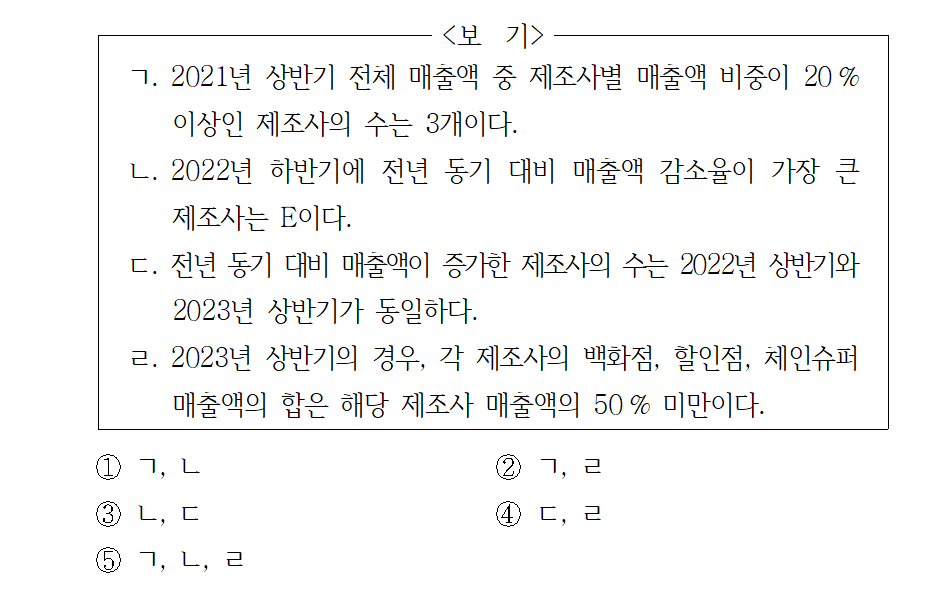 <보 기>
ㄱ. 2021년 상반기 전체 매출액 중 제조사별 매출액 비중이 20%
이상인 제조사의 수는 3개이다.
ㄴ. 2022년 하반기에 전년 동기 대비 매출액 감소율이 가장 큰
제조사는 E이다.
ㄷ. 전년 동기 대비 매출액이 증가한 제조사의 수는 2022년 상반기와
2023년 상반기가 동일하다.
ㄹ. 2023년 상반기의 경우, 각 제조사의 백화점, 할인점, 체인슈퍼
매출액의 합은 해당 제조사 매출액의 50% 미만이다.
① ㄱ, ㄴ ② ㄱ, ㄹ
③ ㄴ, ㄷ ④ ㄷ, ㄹ
⑤ ㄱ, ㄴ, ㄹ